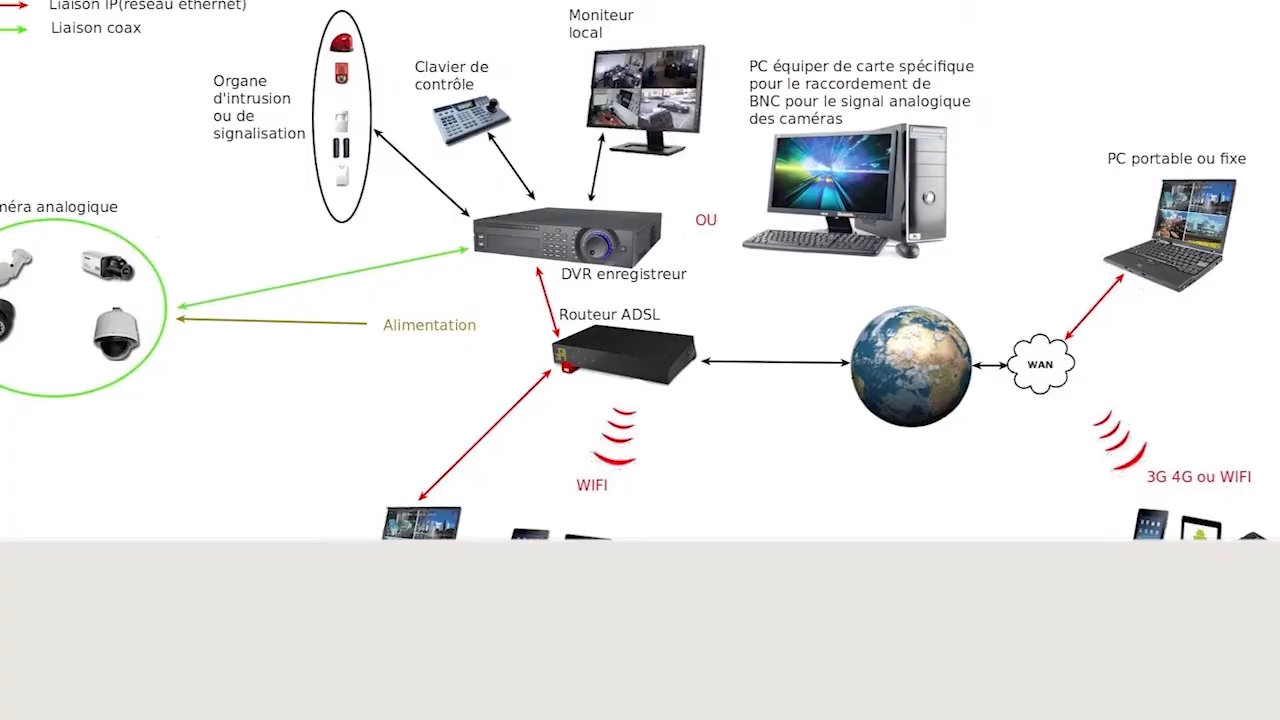 Liaison IP(réseau ethernet)
Liaison coax
Moniteur
local
Organe
d'intrusion
ou de
signalisation
Clavier de
contrôle
PC équiper de carte spécifique
pour le raccordement de
BNC pour le signal analogique
des caméras
PC portable ou fixe
méra analogique
OU
DVR enregistreur
Alimentation
Routeur ADSL
WAN
WIFI
3G 4G ou WIFI